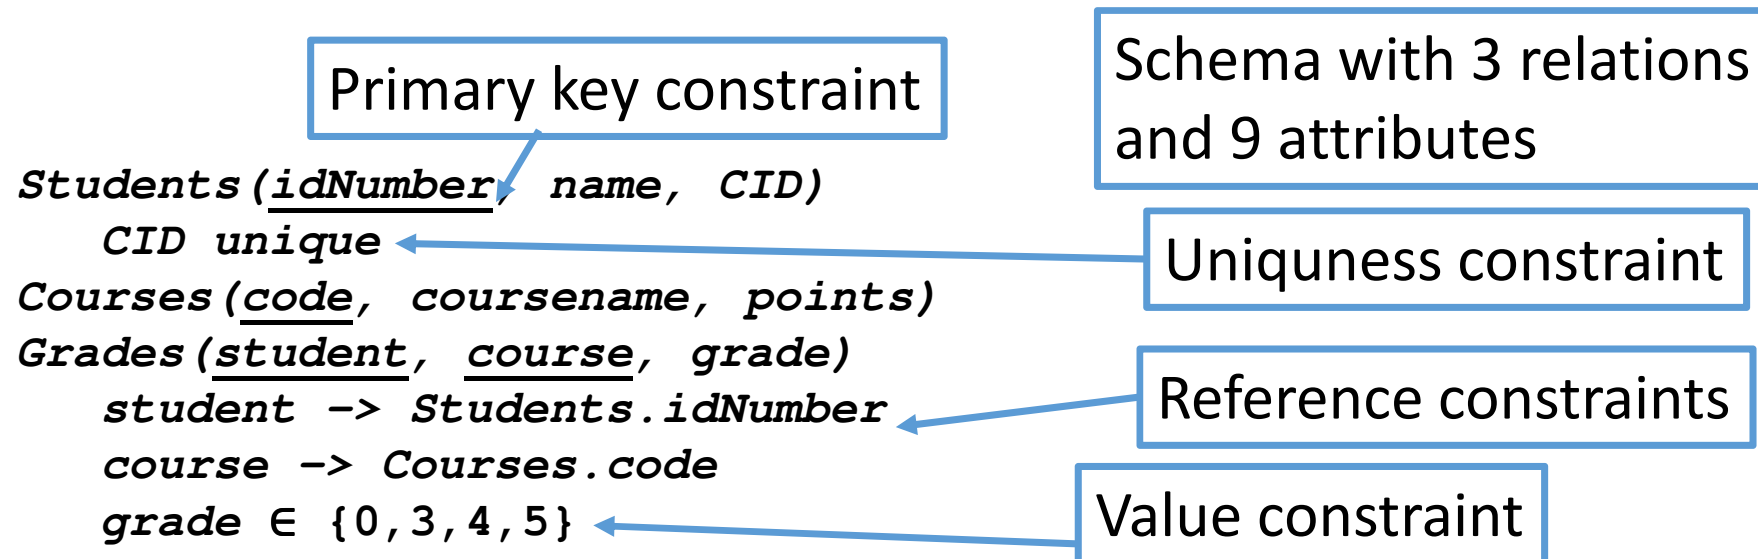 Primary key constraint
Schema with 3 relations
and 9 attributes
Students(idNumber, name, CID)
CID unique
Uniquness constraint
Courses(code, coursename, points)
Grades(student, course, grade)
student -> Students.idNumber
Reference constraints
course -> Courses.code
grade ∈ {0,3,4,5}
Value constraint